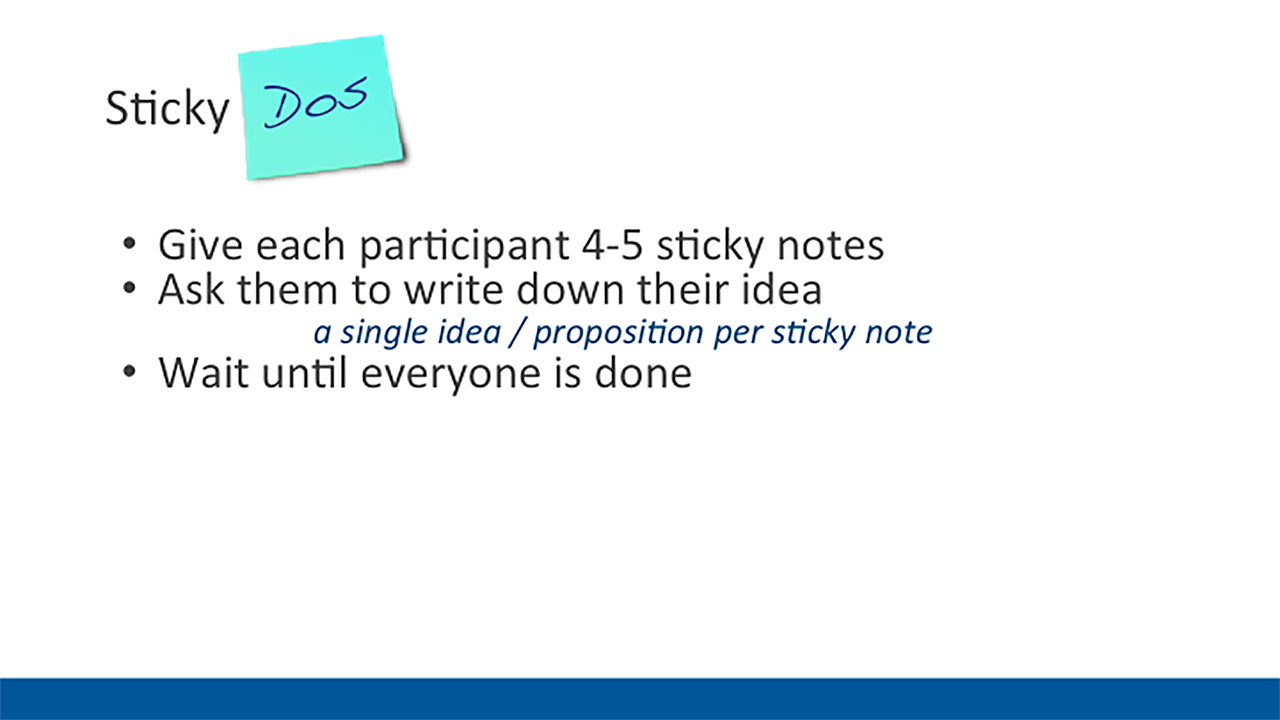 Sticky DOS
• Give each participant 4-5 sticky notes
• Ask them to write down their idea
a single idea / proposition per sticky note
• Wait until everyone is done